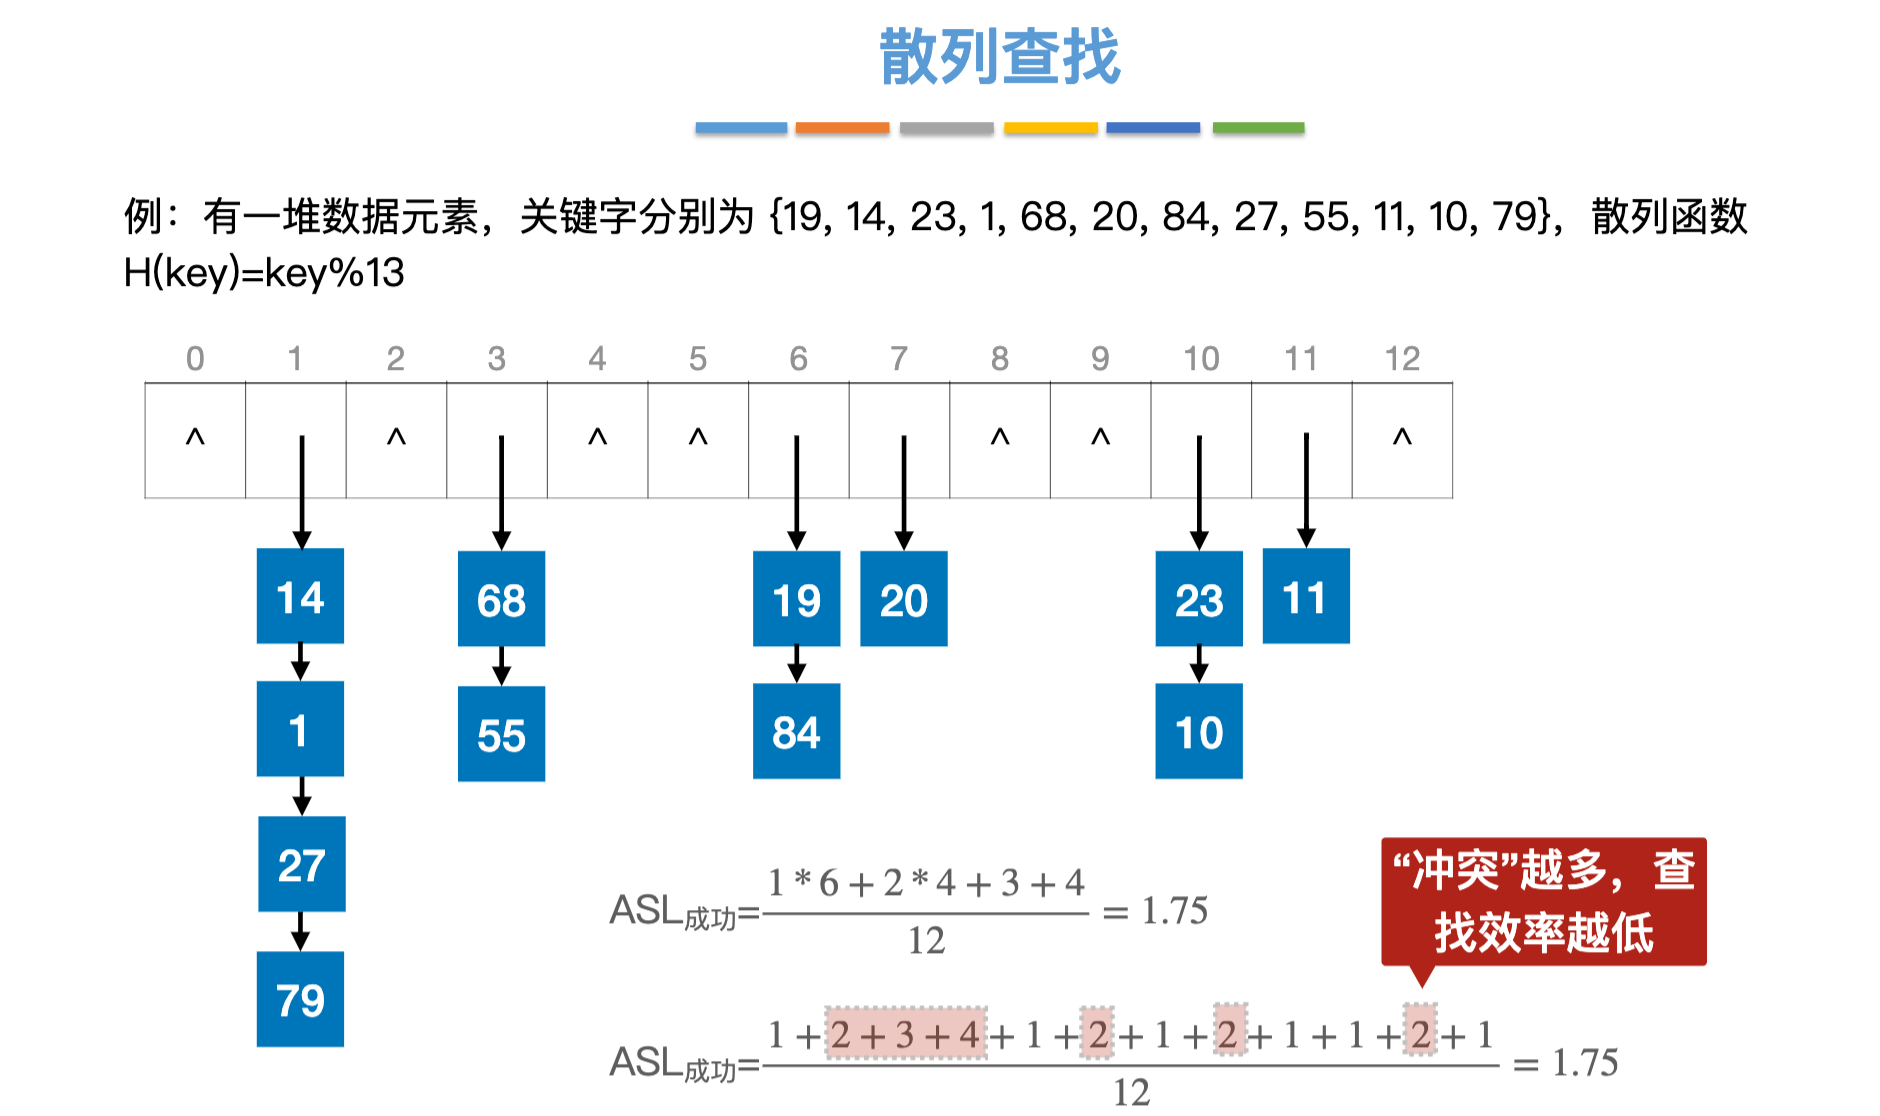 散列查找
例：有一堆数据元素，关键字分别为 {19, 14, 23, 1, 68, 20, 84, 27, 55, 11, 10, 79}，散列函数
H(key)=key%13
0 1 2 3 4 5 6 7 8 9 10 11 12
^ ^ ^ ^ ^ ^ ^
14 68 19 20 23 11
1 55 84 10
27
79
“冲突”越多，查
找效率越低
1 * 6 + 2 * 4 + 3 + 4
ASL成功= = 1.75
12
1 + 2 + 3 + 4 + 1 + 2 + 1 + 2 + 1 + 1 + 2 + 1
ASL成功= = 1.75
12